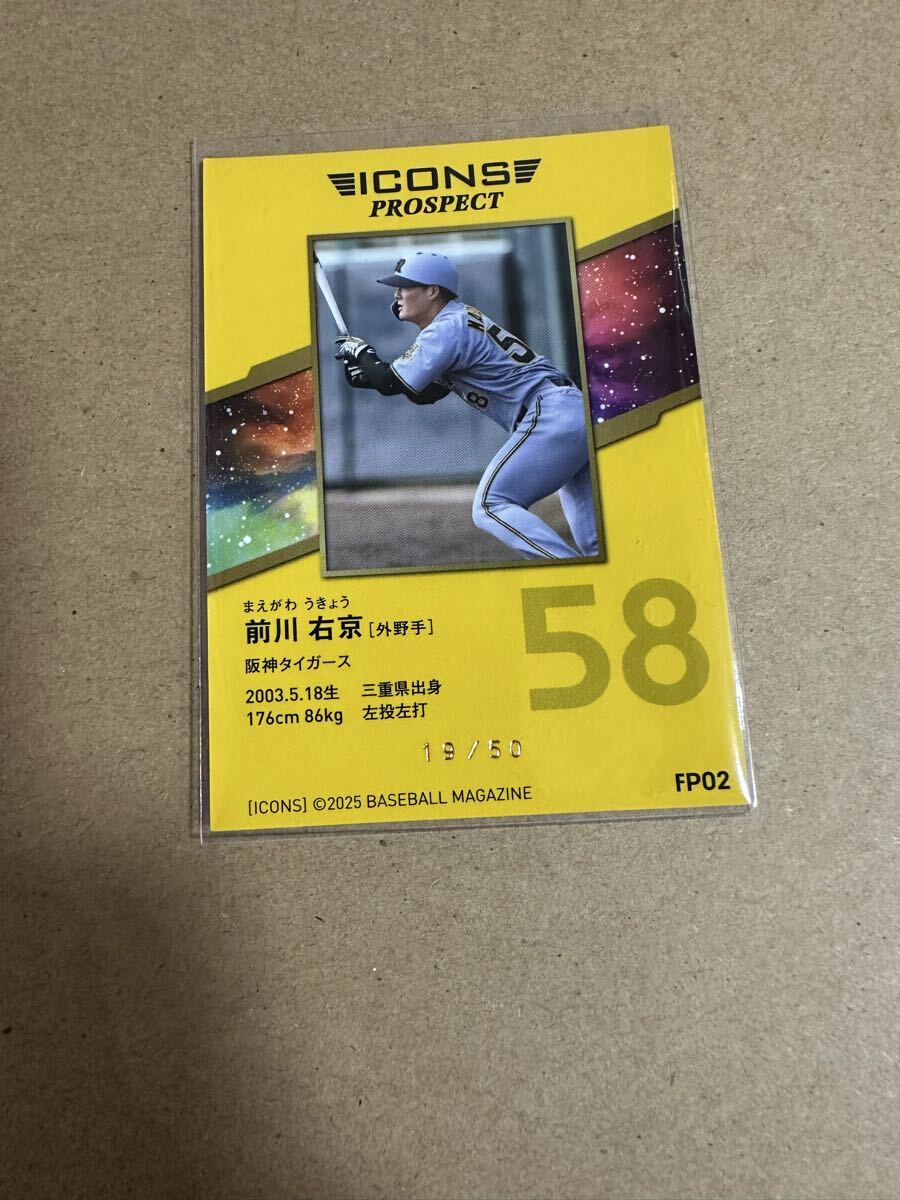 ICONS
PROSPECT
58
まえがわ うきょう
前川 右京 [外野手]
阪神タイガース
2003.5.18生 三重県出身
176cm 86kg 左投左打
58
19/50
FP02
[ICONS] ©2025 BASEBALL MAGAZINE